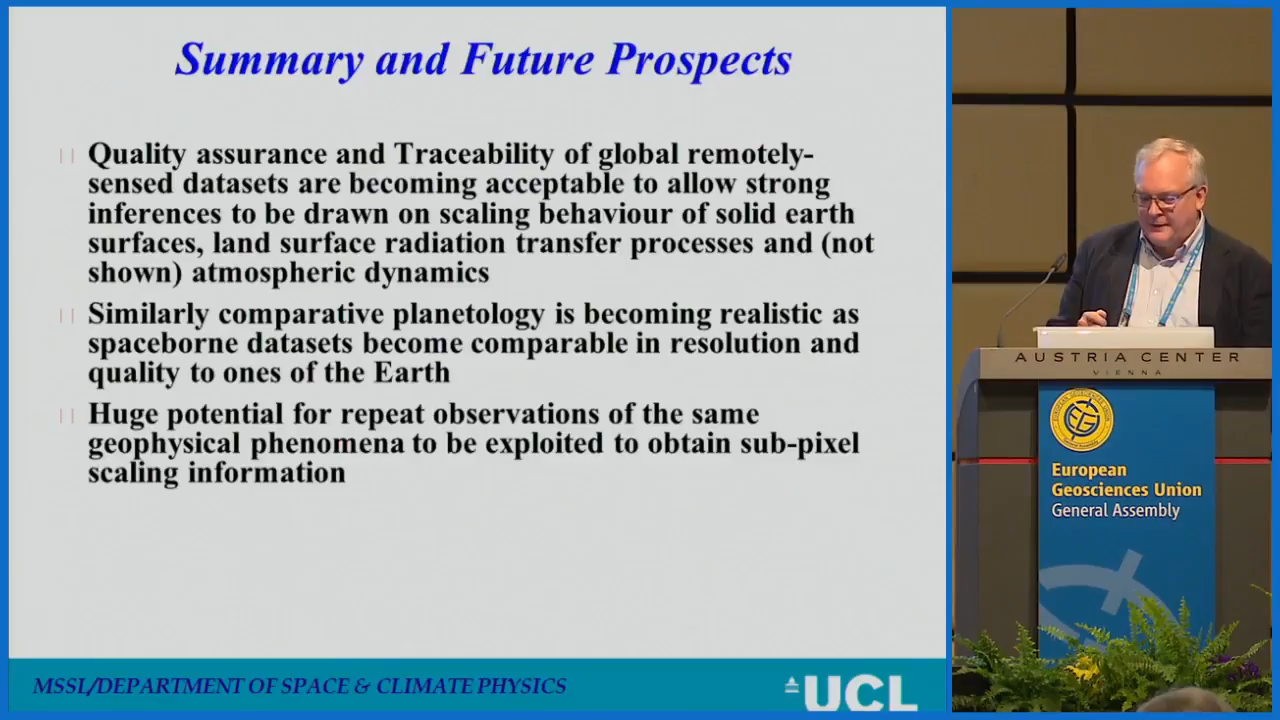 Summary and Future Prospects
Quality assurance and Traceability of global remotely-
sensed datasets are becoming acceptable to allow strong
inferences to be drawn on scaling behaviour of solid earth
surfaces, land surface radiation transfer processes and (not
shown) atmospheric dynamics
Similarly comparative planetology is becoming realistic as
spaceborne datasets become comparable in resolution and
quality to ones of the Earth
Huge potential for repeat observations of the same
geophysical phenomena to be exploited to obtain sub-pixel
scaling information
MSSL/DEPARTMENT OF SPACE & CLIMATE PHYSICS
UCL
AUSTRIA CENTER
VIENNA
European
Geosciences Union
General Assembly